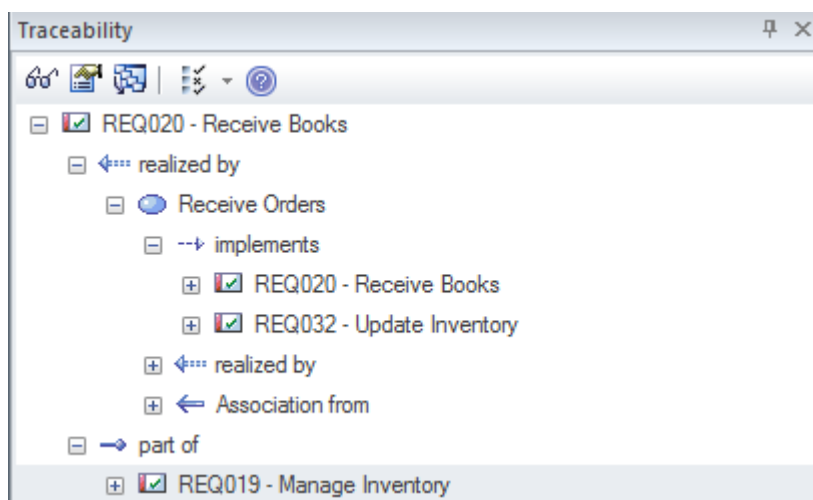 Traceability
REQ020 - Receive Books
realized by
Receive Orders
implements
REQ020 - Receive Books
REQ032 - Update Inventory
realized by
Association from
part of
REQ019 - Manage Inventory